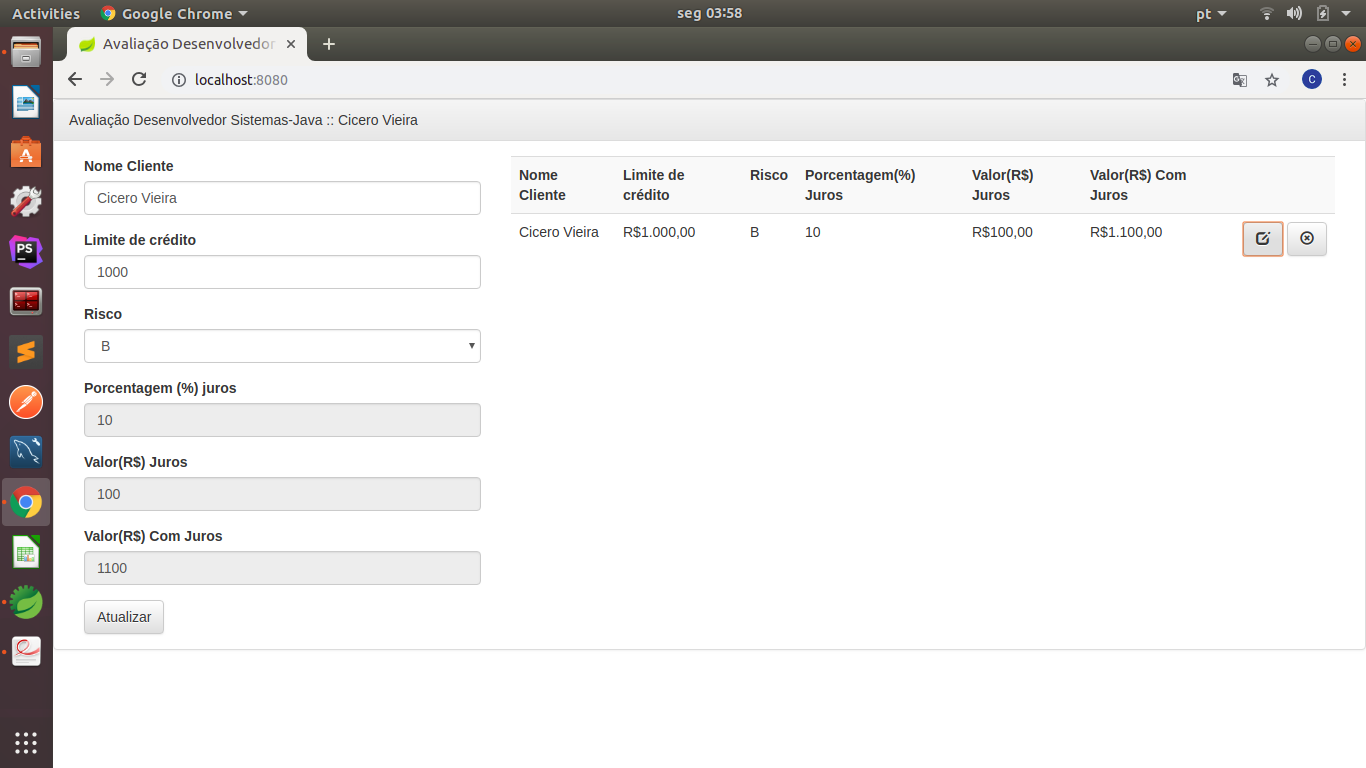 Activities
Google Chrome
seg 03:58
pt
Avaliação Desenvolvedor
localhost:8080
C
Avaliação Desenvolvedor Sistemas-Java :: Cicero Vieira
Nome Cliente
Cicero Vieira
Limite de crédito
1000
Risco
B
Porcentagem (%) juros
10
Valor(R$) Juros
100
Valor(R$) Com Juros
1100
Atualizar
Nome Cliente
Limite de crédito
Risco
Porcentagem(%) Juros
Valor(R$) Juros
Valor(R$) Com Juros
Cicero Vieira
R$1.000,00
B
10
R$100,00
R$1.100,00
PS